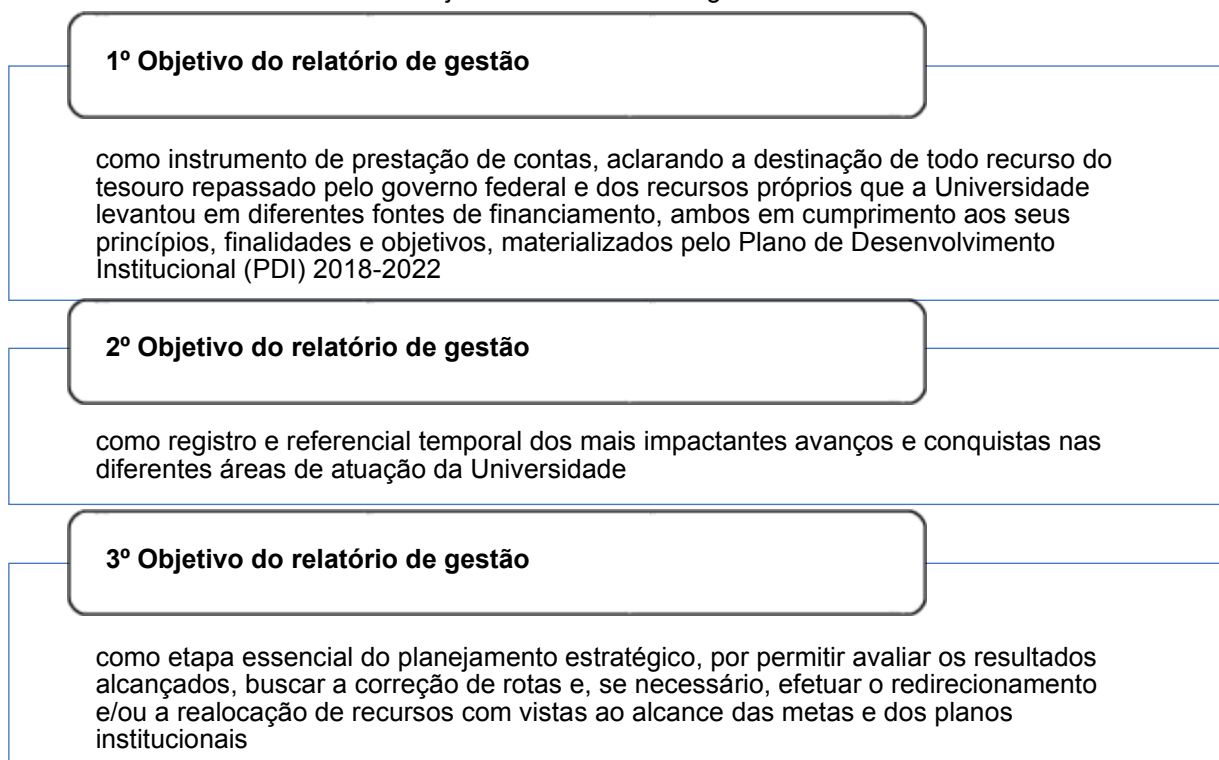 1º Objetivo do relatório de gestão
como instrumento de prestação de contas, aclarando a destinação de todo recurso do
tesouro repassado pelo governo federal e dos recursos próprios que a Universidade
levantou em diferentes fontes de financiamento, ambos em cumprimento aos seus
princípios, finalidades e objetivos, materializados pelo Plano de Desenvolvimento
Institucional (PDI) 2018-2022
2º Objetivo do relatório de gestão
como registro e referencial temporal dos mais impactantes avanços e conquistas nas
diferentes áreas de atuação da Universidade
3º Objetivo do relatório de gestão
como etapa essencial do planejamento estratégico, por permitir avaliar os resultados
alcançados, buscar a correção de rotas e, se necessário, efetuar o redirecionamento
e/ou a realocação de recursos com vistas ao alcance das metas e dos planos
institucionais